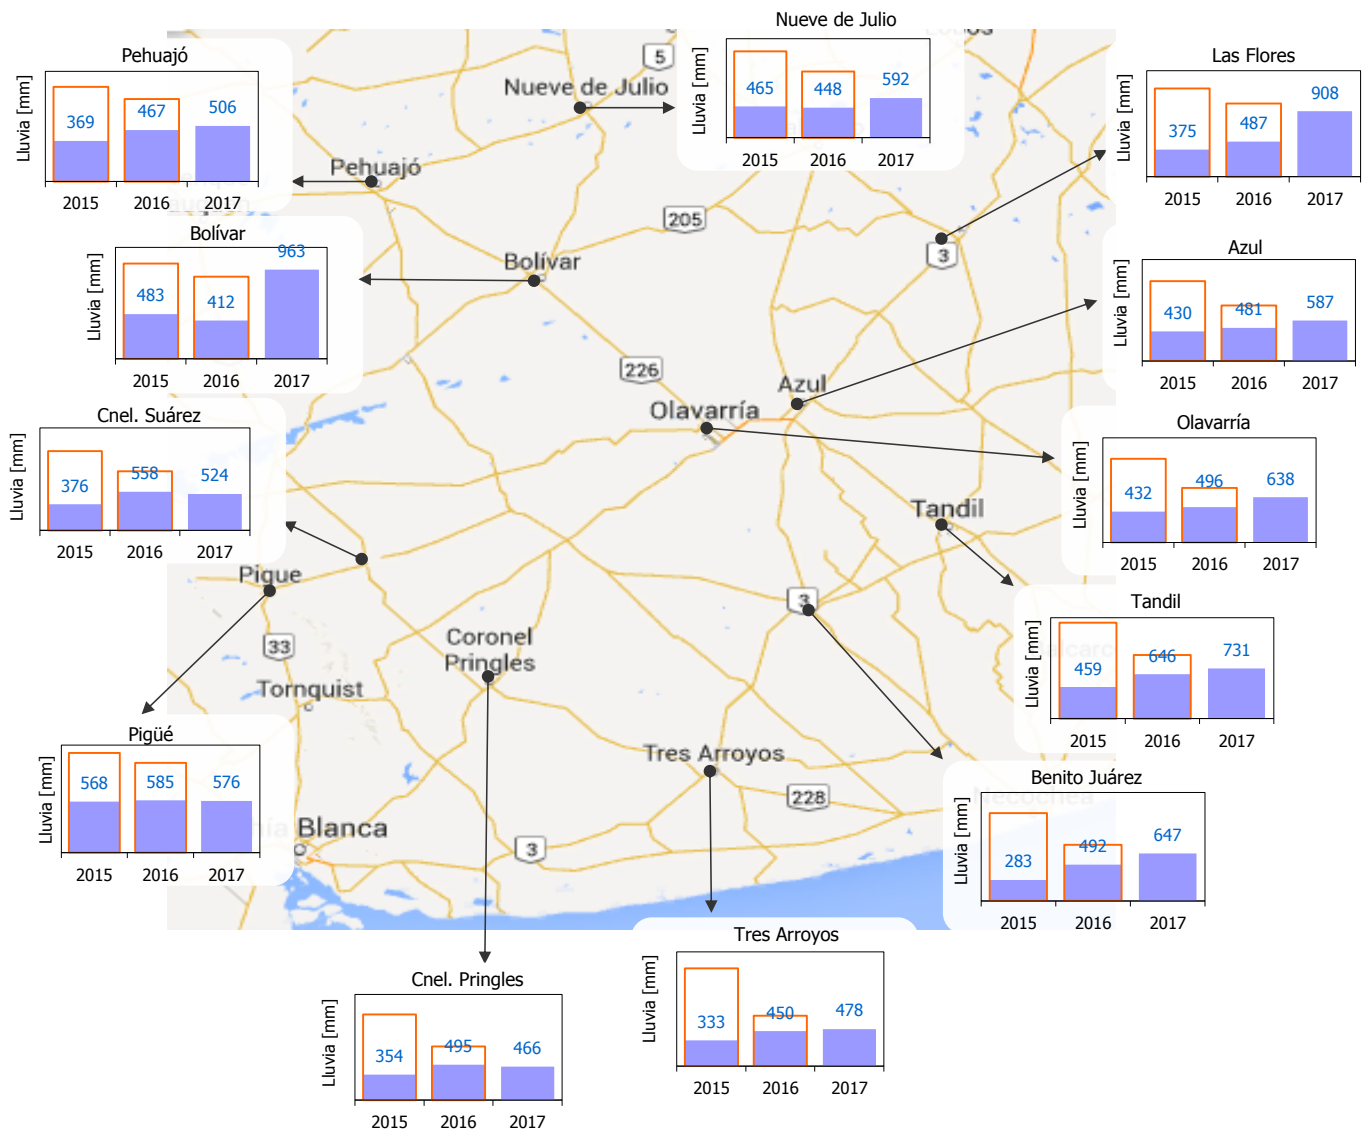 Nueve de Julio
Lluvia [mm]
465
448
592
2015
2016
2017
Pehuajó
Lluvia [mm]
369
467
506
2015
2016
2017
Las Flores
Lluvia [mm]
375
487
908
2015
2016
2017
Bolívar
Lluvia [mm]
483
412
963
2015
2016
2017
Azul
Lluvia [mm]
430
481
587
2015
2016
2017
Cnel. Suárez
Lluvia [mm]
376
558
524
2015
2016
2017
Olavarría
Lluvia [mm]
432
496
638
2015
2016
2017
Tandil
Lluvia [mm]
459
646
731
2015
2016
2017
Pigüé
Lluvia [mm]
568
585
576
2015
2016
2017
Benito Juárez
Lluvia [mm]
283
492
647
2015
2016
2017
Tres Arroyos
Lluvia [mm]
333
450
478
2015
2016
2017
Cnel. Pringles
Lluvia [mm]
354
495
466
2015
2016
2017
5
Nueve de Julio
Pehuajó
205
Bolívar
3
226
Azul
Olavarría
Tandil
Pigue
3
33
Coronel
Pringles
Tornquist
Tres Arroyos
228
Necochea
Blanca
3